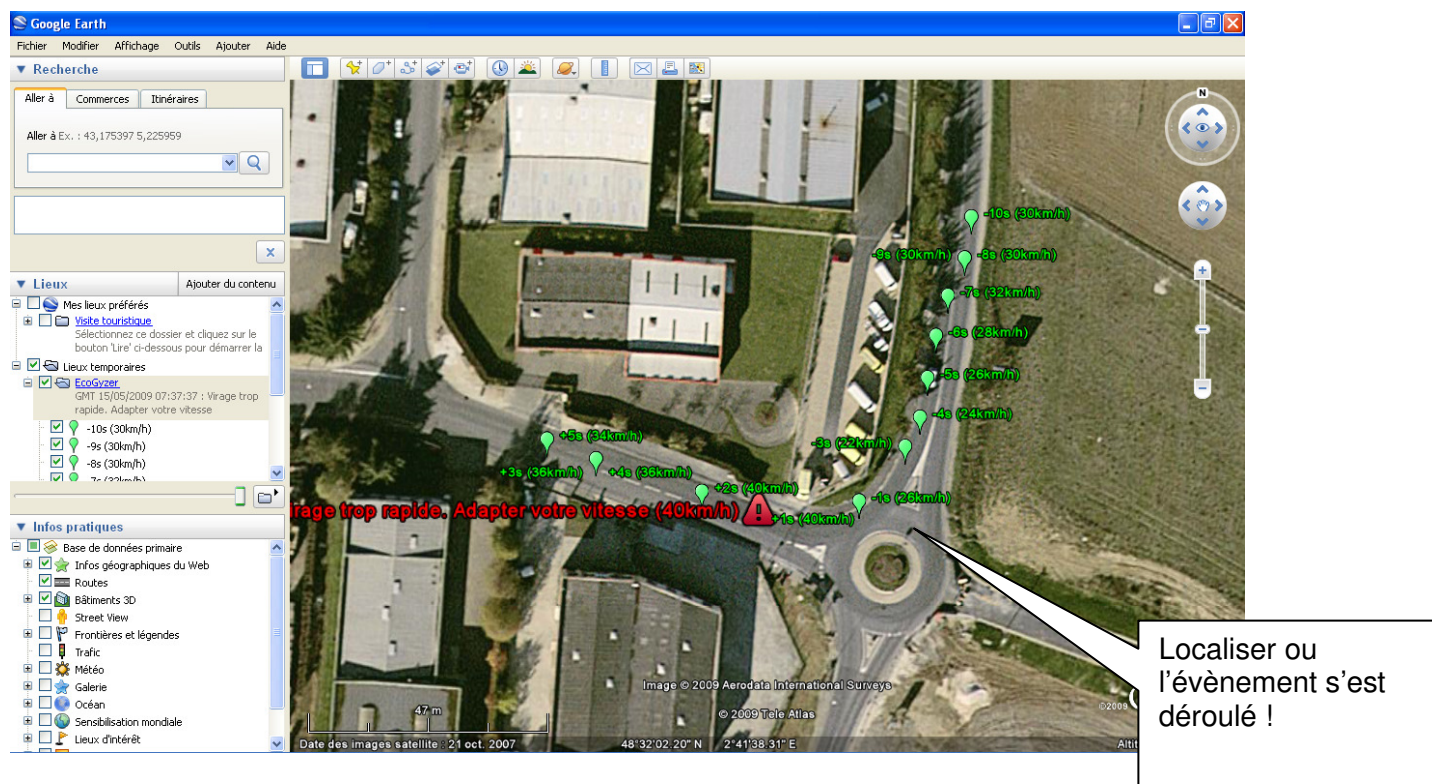 Google Earth
Fichier Modifier Affichage Outils Ajouter Aide
Recherche
Aller à Commerces Itinéraires
Aller à Ex. : 43,175397 5,225959
Lieux Ajouter du contenu
Mes lieux préférés
Visite touristique
Sélectionnez ce dossier et cliquez sur le
bouton 'Lire' ci-dessous pour démarrer la
Lieux temporaires
EcoGyzer
GMT 15/05/2009 07:37:37 : Virage trop
rapide. Adapter votre vitesse
-10s (30km/h)
-9s (30km/h)
-8s (30km/h)
-7s (32km/h)
Infos pratiques
Base de données primaire
Infos géographiques du Web
Routes
Bâtiments 3D
Street View
Frontières et légendes
Trafic
Météo
Galerie
Océan
Sensibilisation mondiale
Lieux d'intérêt
N
-10s (30km/h)
-9s (30km/h) -8s (30km/h)
-7s (32km/h)
-6s (28km/h)
-5s (26km/h)
-4s (24km/h)
-3s (22km/h)
+5s (34km/h)
+3s (36km/h) +4s (36km/h)
+2s (40km/h)
-1s (26km/h)
irage trop rapide. Adapter votre vitesse (40km/h)
+1s (40km/h)
Image © 2009 Aerodata International Surveys
© 2009 Tele Atlas
©2009
47 m
Date des images satellite : 21 oct. 2007 48°32'02.20" N 2°41'38.31" E Altit
Localiser ou
l'évènement s'est
déroulé !